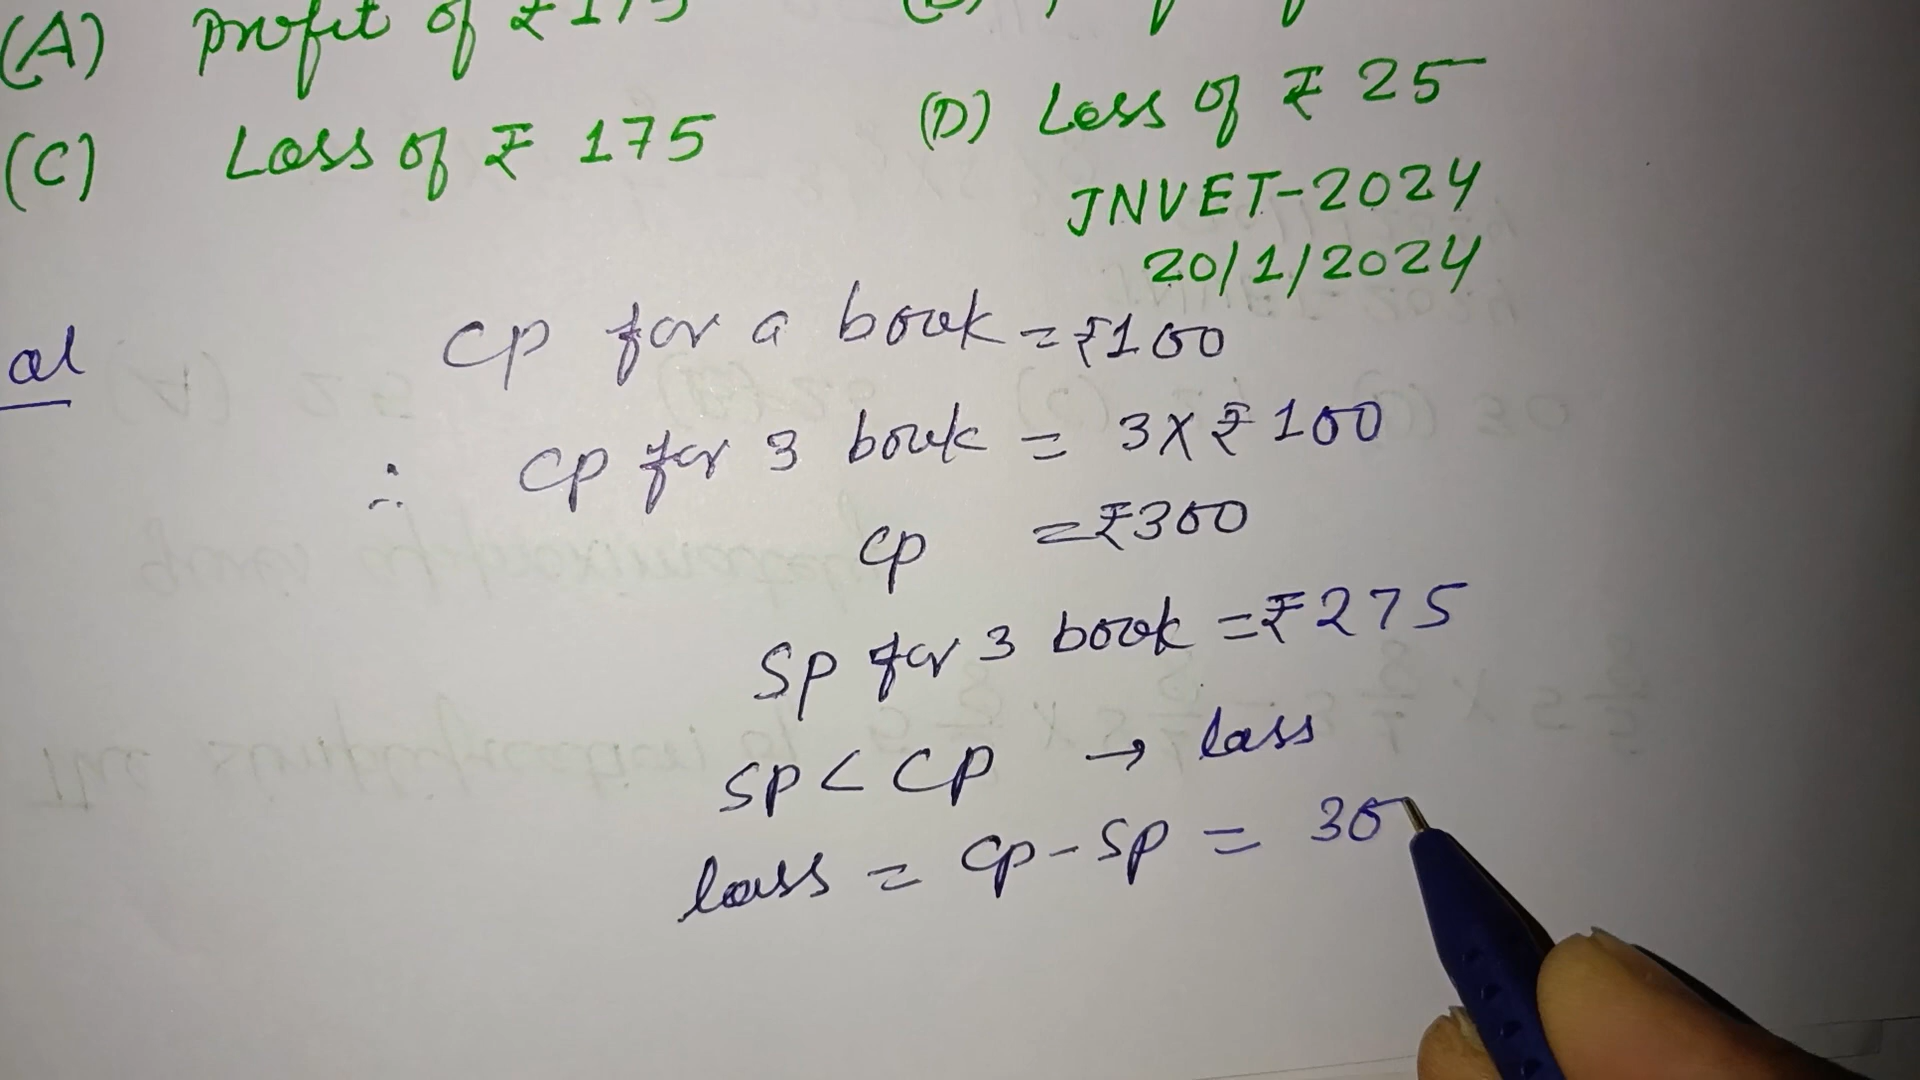 (A) Profit of ₹175
(C) Loss of ₹ 175
(D) Loss of ₹ 25
JNVET-2024
20/1/2024
CP for a book = ₹100
∴ CP for 3 book = 3 x ₹ 100
CP = ₹300
SP for 3 book = ₹275
SP < CP → loss
loss = CP - SP = 30